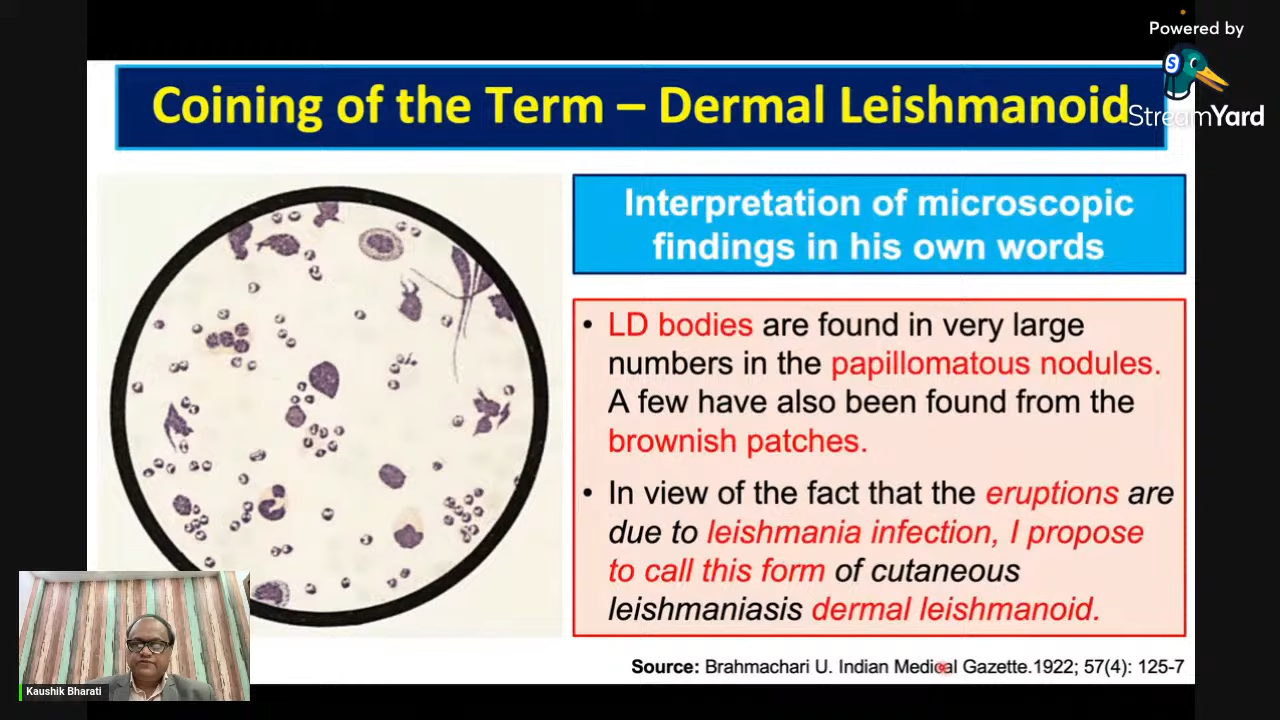 Powered by
StreamYard
Coining of the Term – Dermal Leishmanoid
Interpretation of microscopic
findings in his own words
• LD bodies are found in very large
numbers in the papillomatous nodules.
A few have also been found from the
brownish patches.
• In view of the fact that the eruptions are
due to leishmania infection, I propose
to call this form of cutaneous
leishmaniasis dermal leishmanoid.
Source: Brahmachari U. Indian Medical Gazette.1922; 57(4): 125-7
Kaushik Bharati